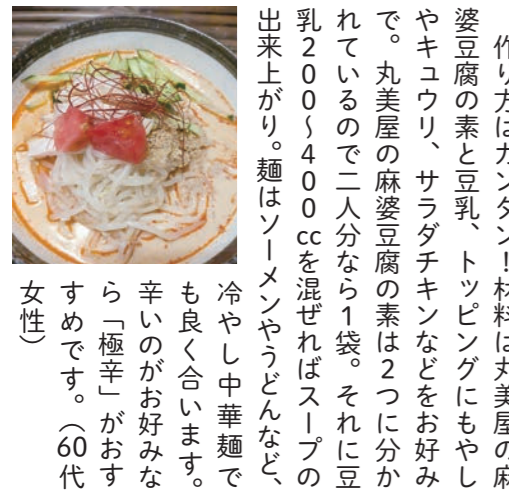 作り方はカンタン！材料は丸美屋の麻
婆豆腐の素と豆乳、トッピングにもやし
やキュウリ、サラダチキンなどをお好み
で。丸美屋の麻婆豆腐の素は2つに分か
れているので二人分なら1袋。それに豆
乳200〜400ccを混ぜればスープの
出来上がり。麺はソーメンやうどんなど、
冷やし中華麺で
も良く合います。
辛いのがお好みな
ら「極辛」がおす
すめです。（60代
女性）